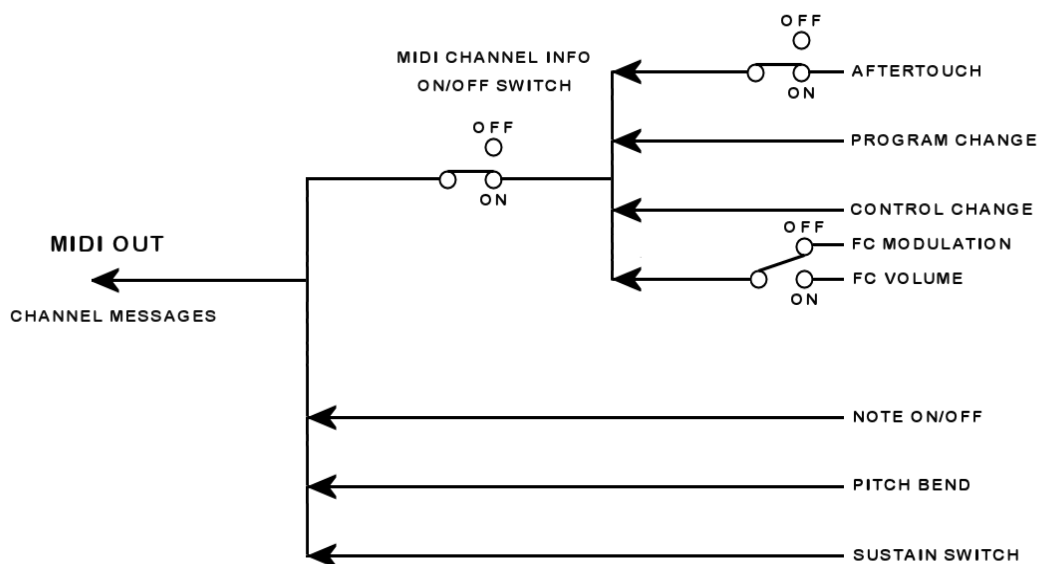 MIDI CHANNEL INFO
ON/OFF SWITCH
OFF
ON
OFF
ON
AFTERTOUCH
PROGRAM CHANGE
CONTROL CHANGE
OFF
FC MODULATION
FC VOLUME
ON
MIDI OUT
CHANNEL MESSAGES
NOTE ON/OFF
PITCH BEND
SUSTAIN SWITCH